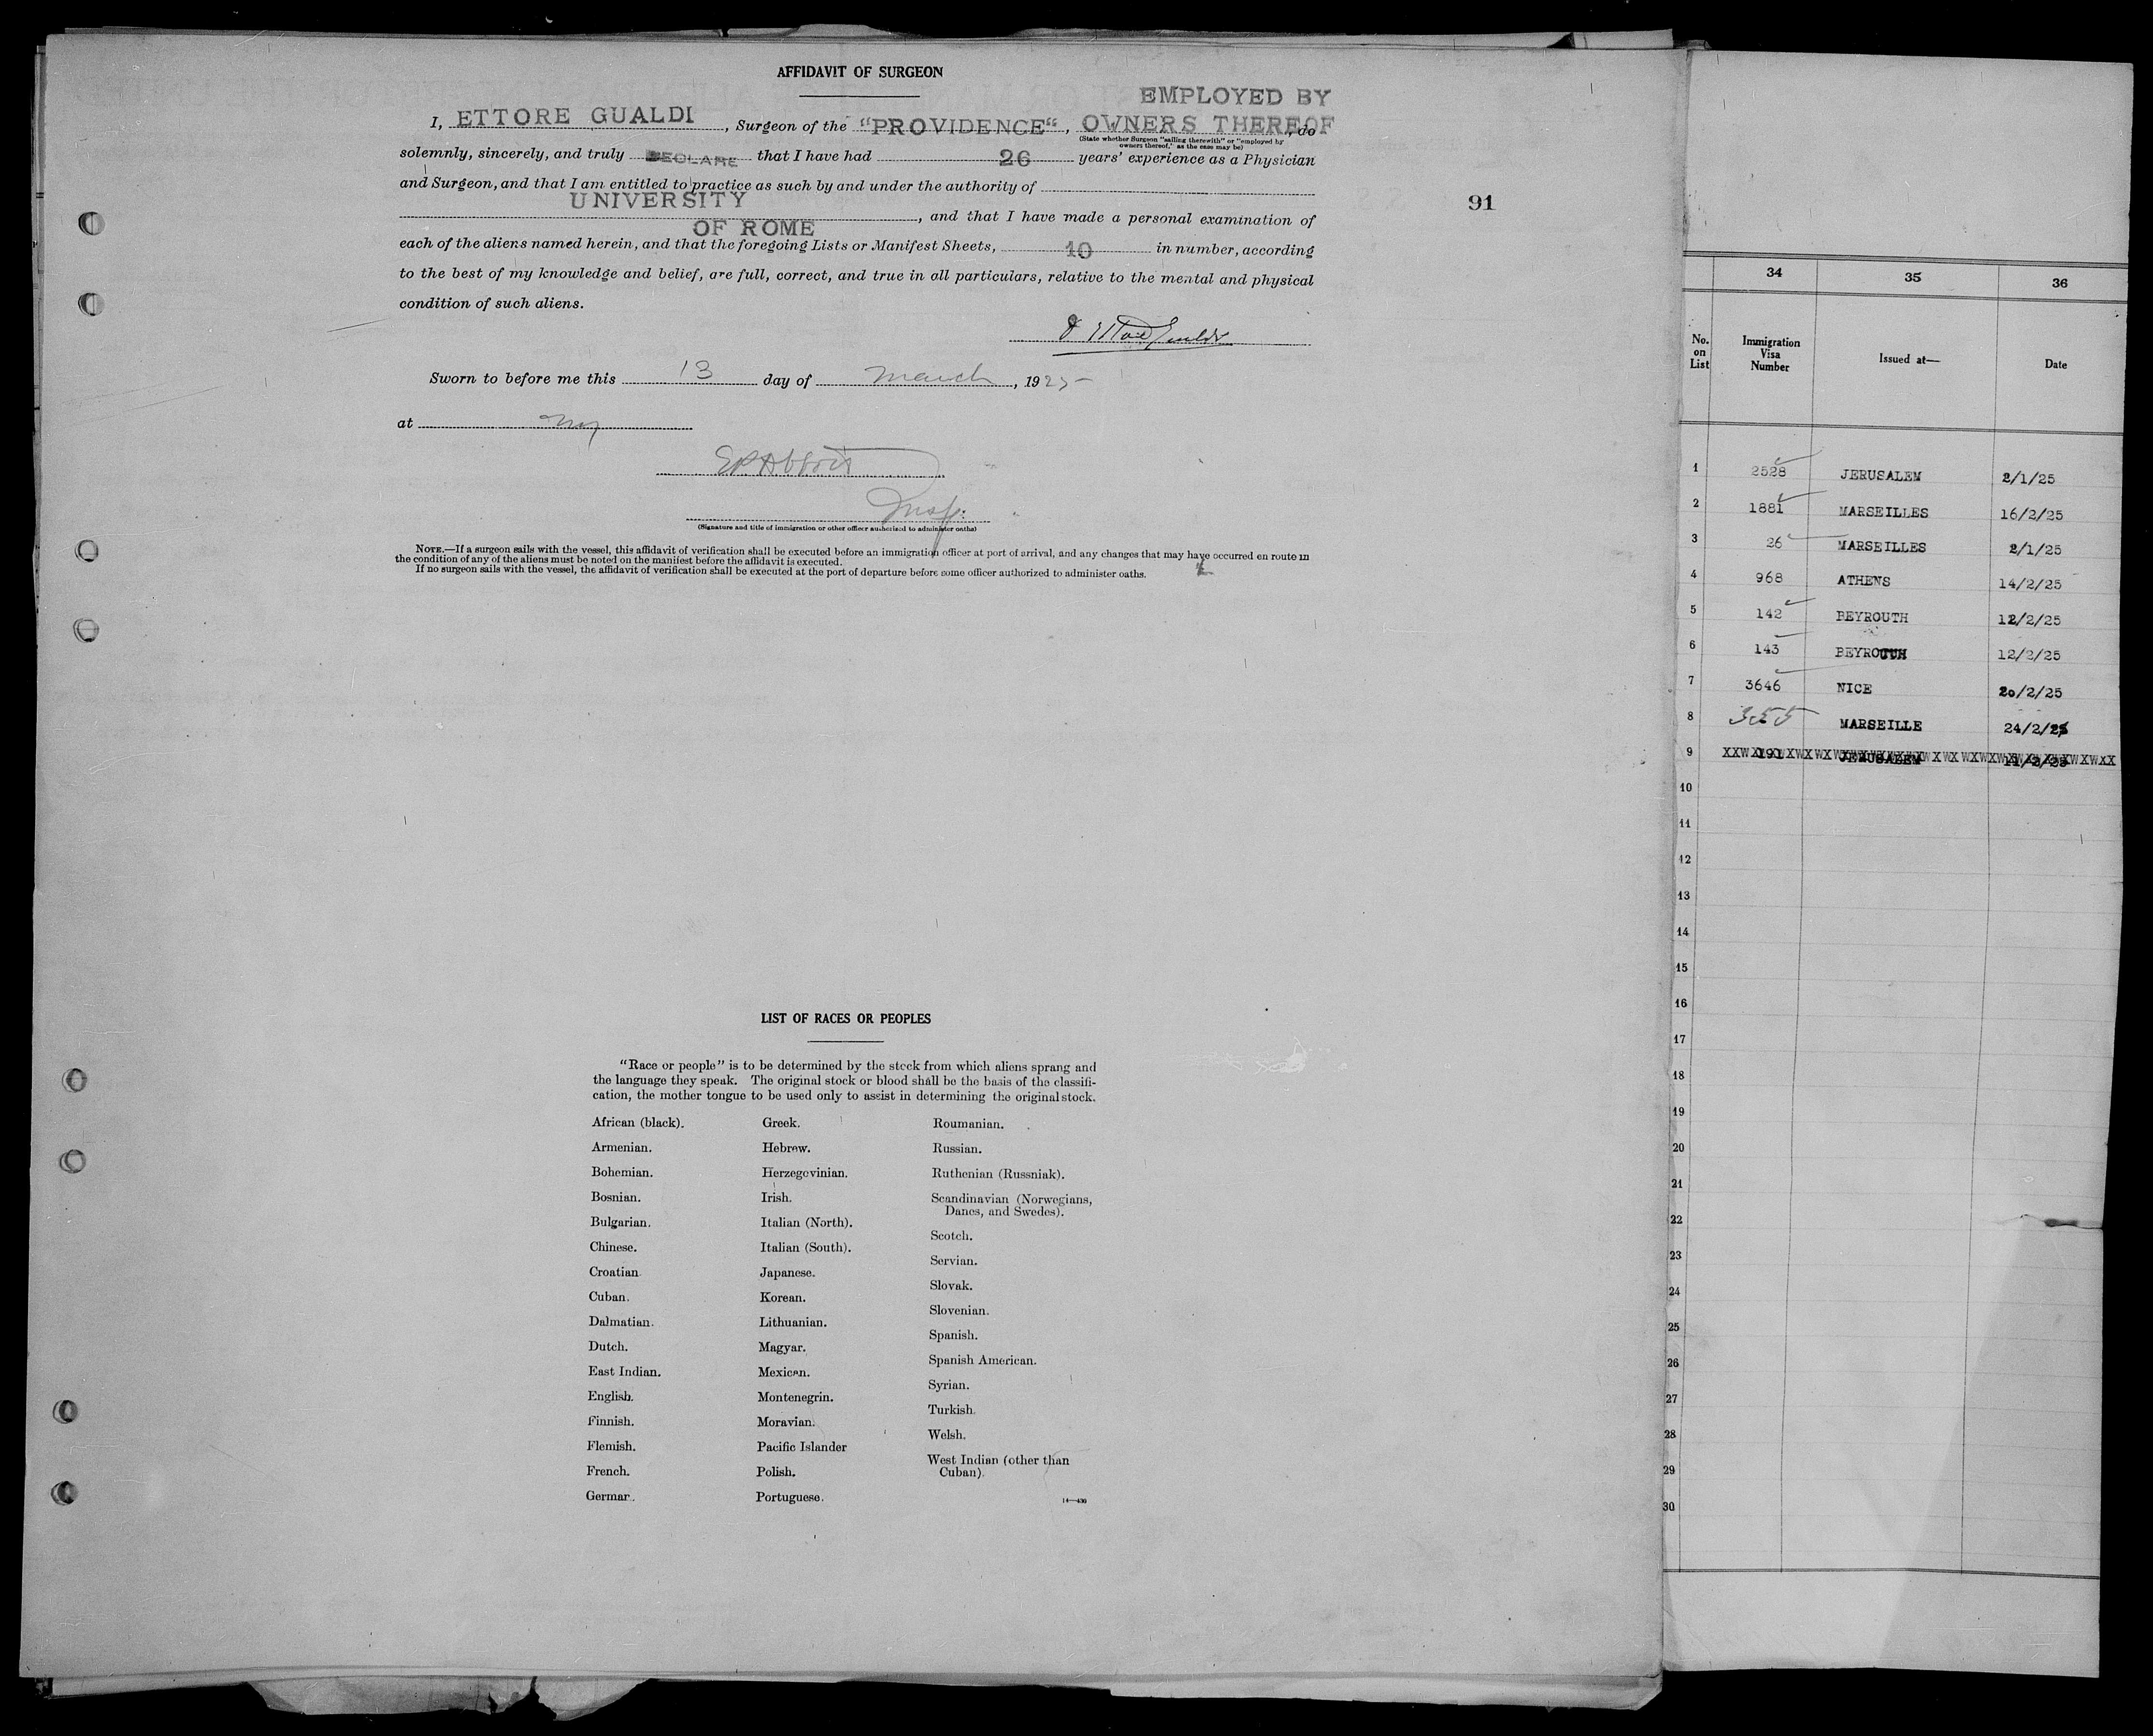 AFFIDAVIT OF SURGEON
EMPLOYED BY
I, ETTORE GUALDI, Surgeon of the "PROVIDENCE", OWNERS THEREOF, do
(State whether Surgeon "sailing therewith" or "employed by
owners thereof," as the case may be)
solemnly, sincerely, and truly DECLARE that I have had 26 years' experience as a Physician
and Surgeon, and that I am entitled to practice as such by and under the authority of
UNIVERSITY
, and that I have made a personal examination of
OF ROME
each of the aliens named herein, and that the foregoing Lists or Manifest Sheets, 10 in number, according
to the best of my knowledge and belief, are full, correct, and true in all particulars, relative to the mental and physical
condition of such aliens.
Sworn to before me this 13 day of March, 1925
at NY
EP Abbott
Insp.
(Signature and title of immigration or other officer authorized to administer oaths)
NOTE.—If a surgeon sails with the vessel, this affidavit of verification shall be executed before an immigration officer at port of arrival, and any changes that may have occurred en route in
the condition of any of the aliens must be noted on the manifest before the affidavit is executed.
If no surgeon sails with the vessel, the affidavit of verification shall be executed at the port of departure before some officer authorized to administer oaths.
91
LIST OF RACES OR PEOPLES
"Race or people" is to be determined by the stock from which aliens sprang and
the language they speak. The original stock or blood shall be the basis of the classifi-
cation, the mother tongue to be used only to assist in determining the original stock.
African (black).
Armenian.
Bohemian.
Bosnian.
Bulgarian.
Chinese.
Croatian.
Cuban.
Dalmatian.
Dutch.
East Indian.
English.
Finnish.
Flemish.
French.
German.
Greek.
Hebrew.
Herzegovinian.
Irish.
Italian (North).
Italian (South).
Japanese.
Korean.
Lithuanian.
Magyar.
Mexican.
Montenegrin.
Moravian.
Pacific Islander
Polish.
Portuguese.
Roumanian.
Russian.
Ruthenian (Russniak).
Scandinavian (Norwegians,
Danes, and Swedes).
Scotch.
Servian.
Slovak.
Slovenian.
Spanish.
Spanish American.
Syrian.
Turkish.
Welsh.
West Indian (other than
Cuban).
14—436
34 35 36
No.
on
List
Immigration
Visa
Number
Issued at—
Date
1 2528 JERUSALEM 2/1/25
2 1881 MARSEILLES 16/2/25
3 26 MARSEILLES 2/1/25
4 968 ATHENS 14/2/25
5 142 BEYROUTH 12/2/25
6 143 BEYROUTH 12/2/25
7 3646 NICE 20/2/25
8 355 MARSEILLE 24/2/25
9 191 JERUSALEM 11/2/25
10
11
12
13
14
15
16
17
18
19
20
21
22
23
24
25
26
27
28
29
30